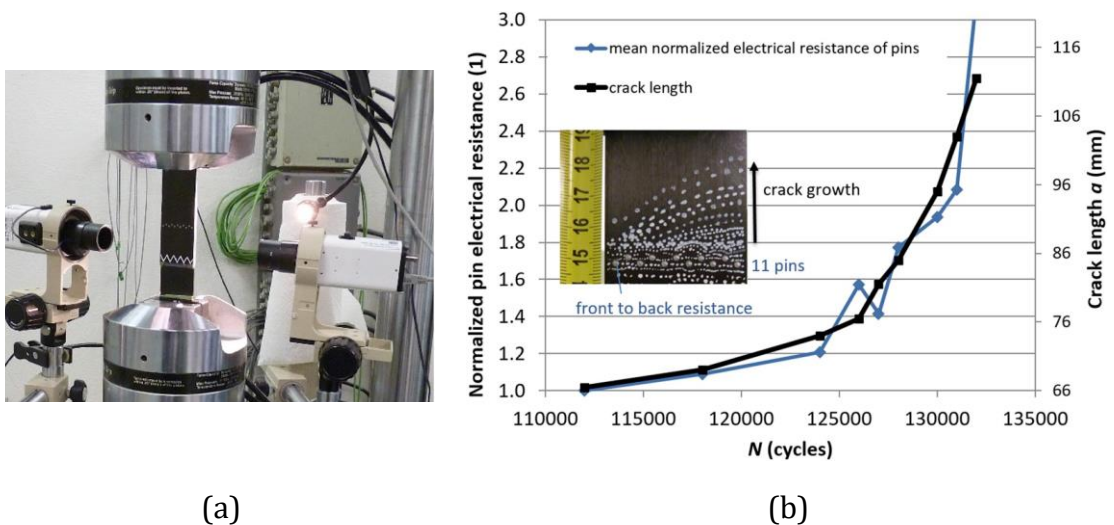 3.0
2.8
2.6
2.4
2.2
2.0
1.8
1.6
1.4
1.2
1.0
Normalized pin electrical resistance (1)
mean normalized electrical resistance of pins
crack length
19
18
17
16
15
14
crack growth
11 pins
front to back resistance
116
106
96
86
76
66
Crack length a (mm)
110000 115000 120000 125000 130000 135000
N (cycles)
(a) (b)